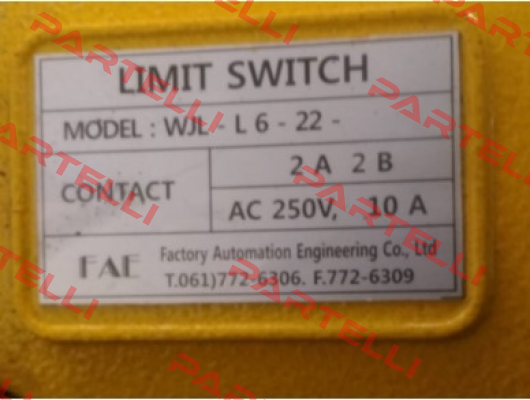 LIMIT SWITCH
MODEL : WJL - L 6 - 22 -
CONTACT
2 A 2 B
AC 250V, 10 A
FAE
Factory Automation Engineering Co., Ltd
T.061)772-6306. F.772-6309
PARTELLI
PARTELLI
PARTELLI
PARTELLI
PARTELLI